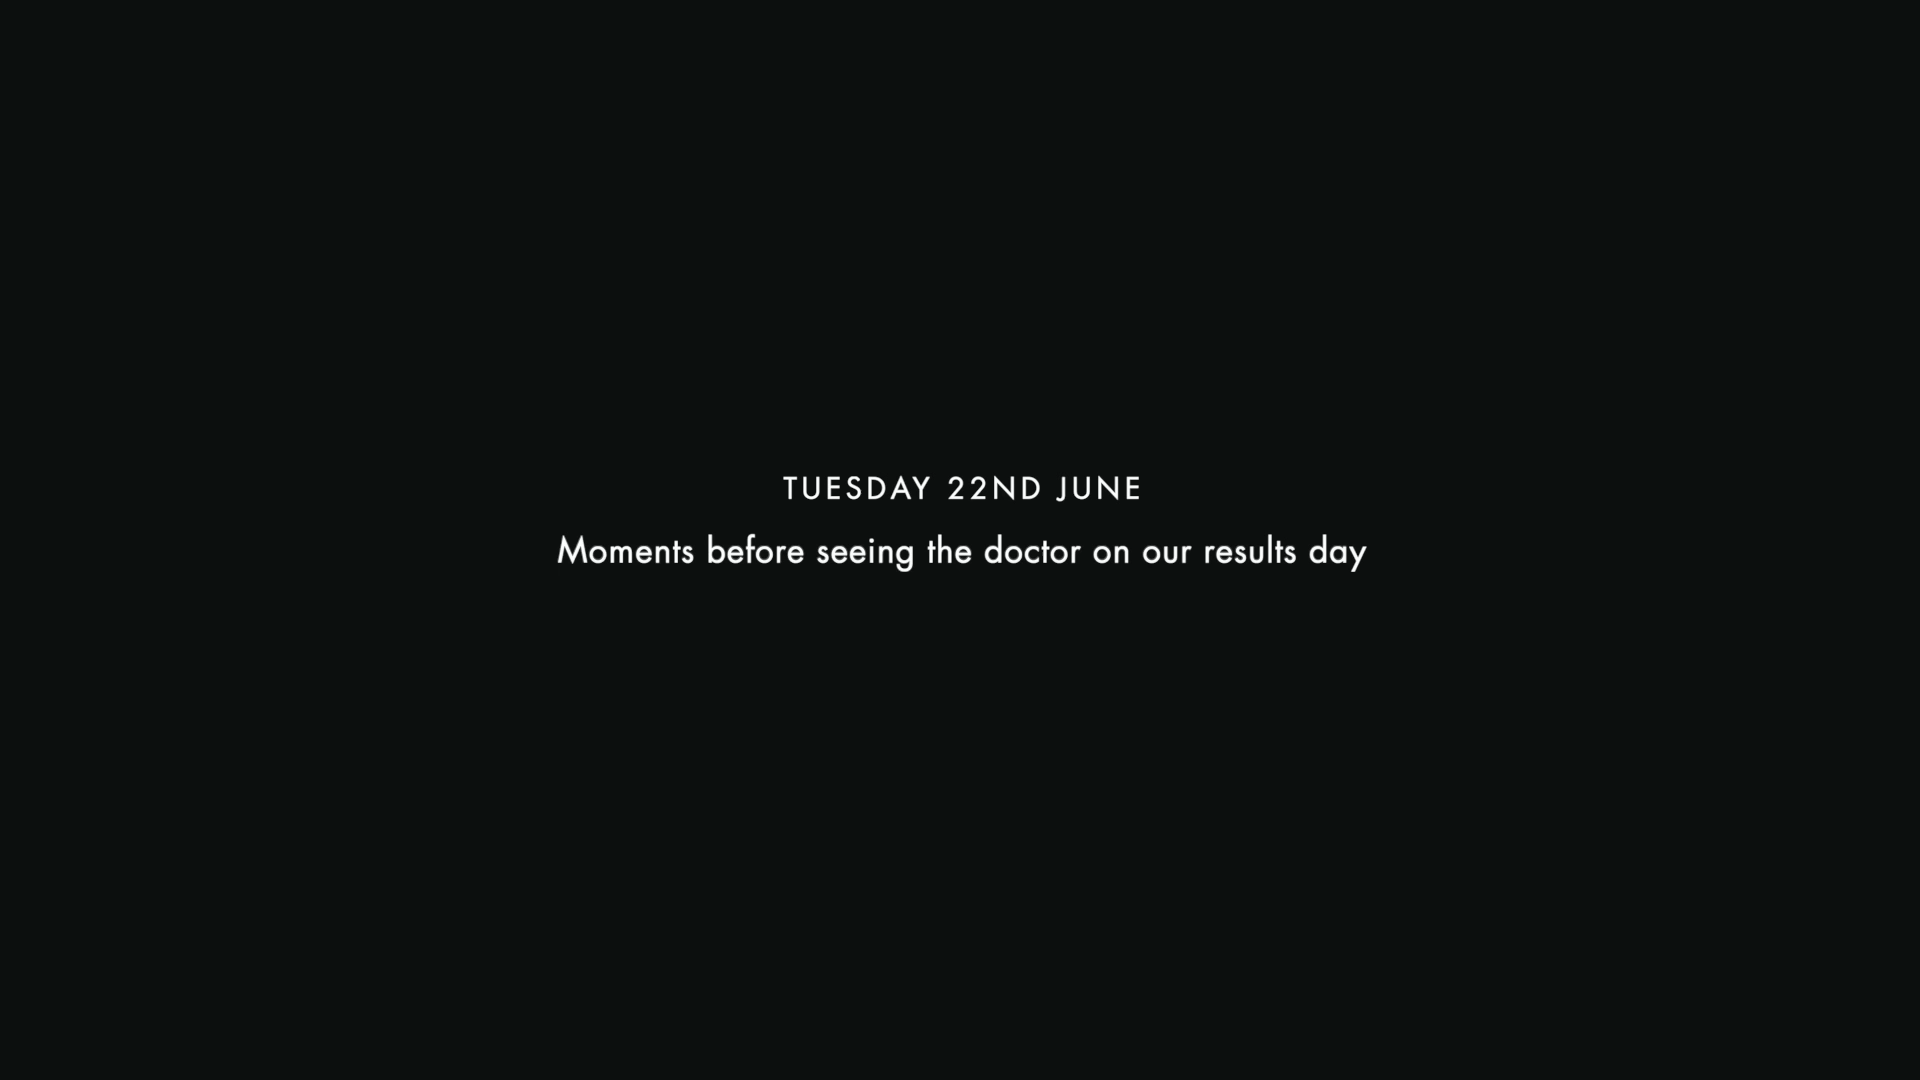 TUESDAY 22ND JUNE
Moments before seeing the doctor on our results day